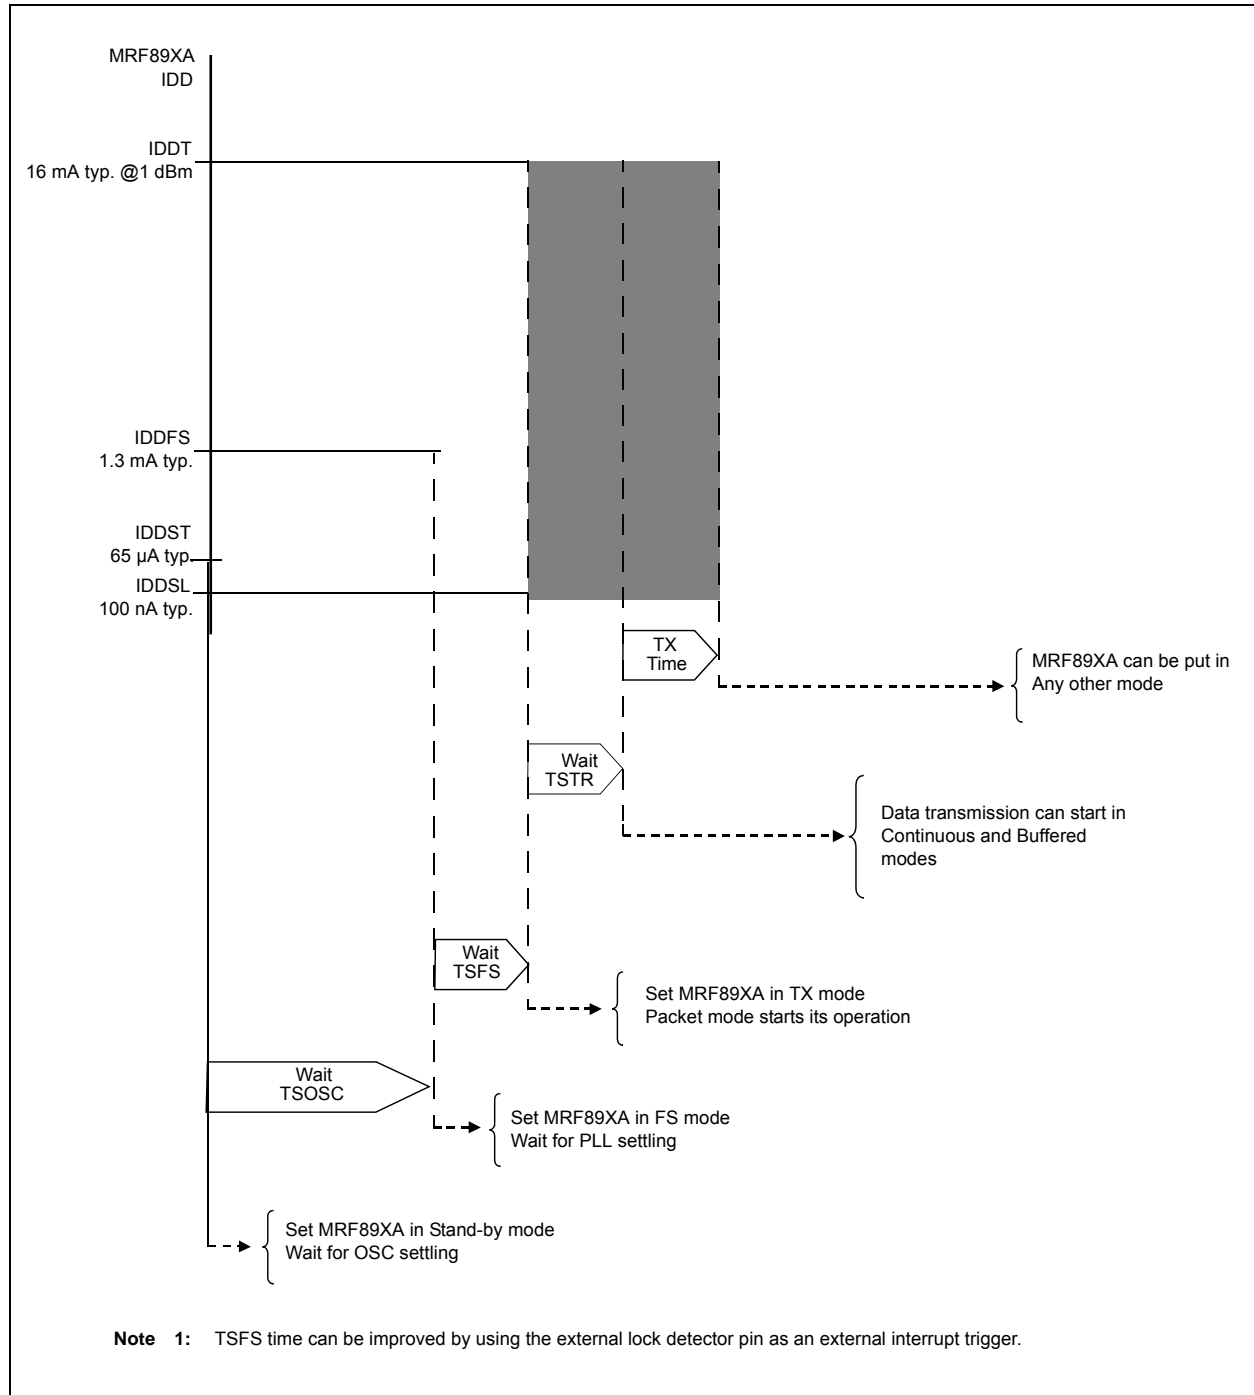 MRF89XA
IDD
IDDT
16 mA typ. @1 dBm
IDDFS
1.3 mA typ.
IDDST
65 µA typ.
IDDSL
100 nA typ.
TX
Time
MRF89XA can be put in
Any other mode
Wait
TSTR
Data transmission can start in
Continuous and Buffered
modes
Wait
TSFS
Set MRF89XA in TX mode
Packet mode starts its operation
Wait
TSOSC
Set MRF89XA in FS mode
Wait for PLL settling
Set MRF89XA in Stand-by mode
Wait for OSC settling
Note 1: TSFS time can be improved by using the external lock detector pin as an external interrupt trigger.